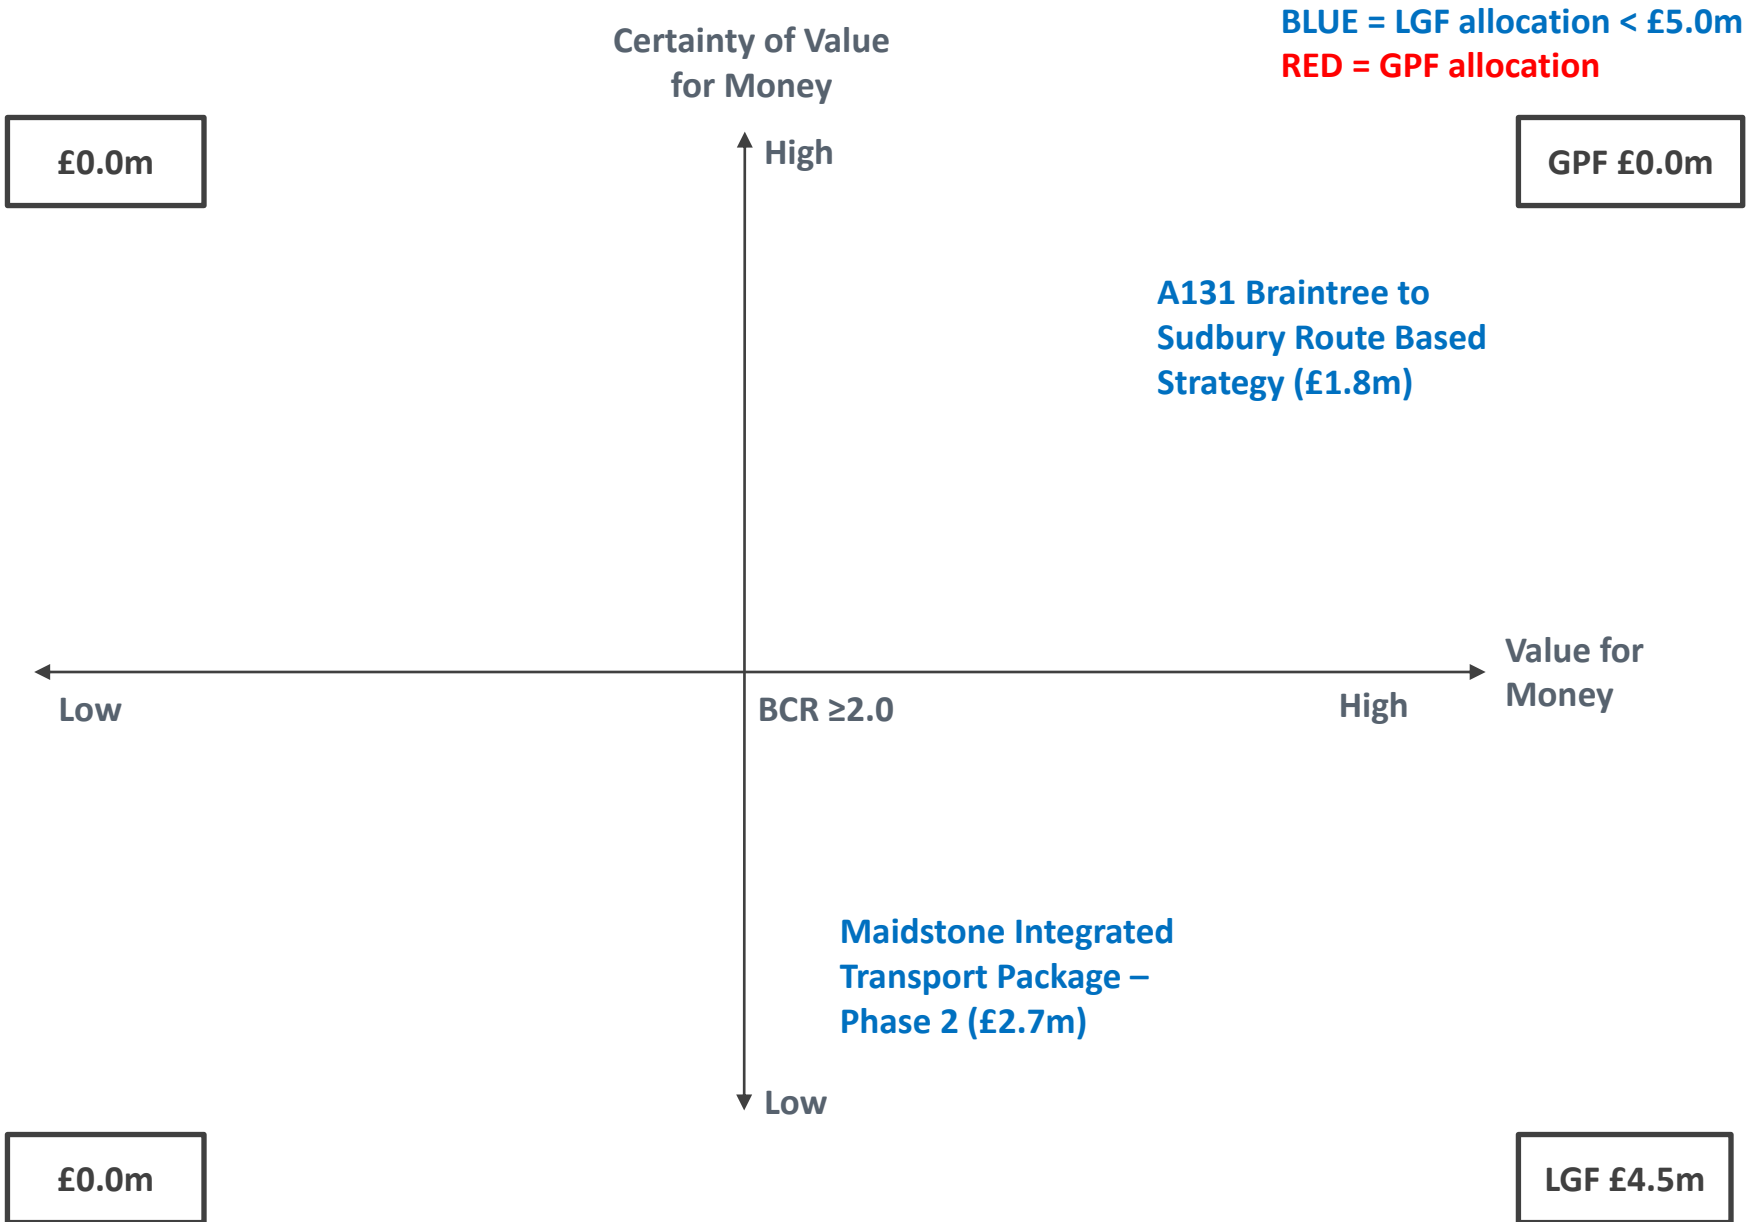 BLUE = LGF allocation < £5.0m
RED = GPF allocation
Certainty of Value
for Money
£0.0m
High
GPF £0.0m
A131 Braintree to
Sudbury Route Based
Strategy (£1.8m)
Value for
Money
Low
BCR ≥2.0
High
Maidstone Integrated
Transport Package –
Phase 2 (£2.7m)
Low
£0.0m
LGF £4.5m